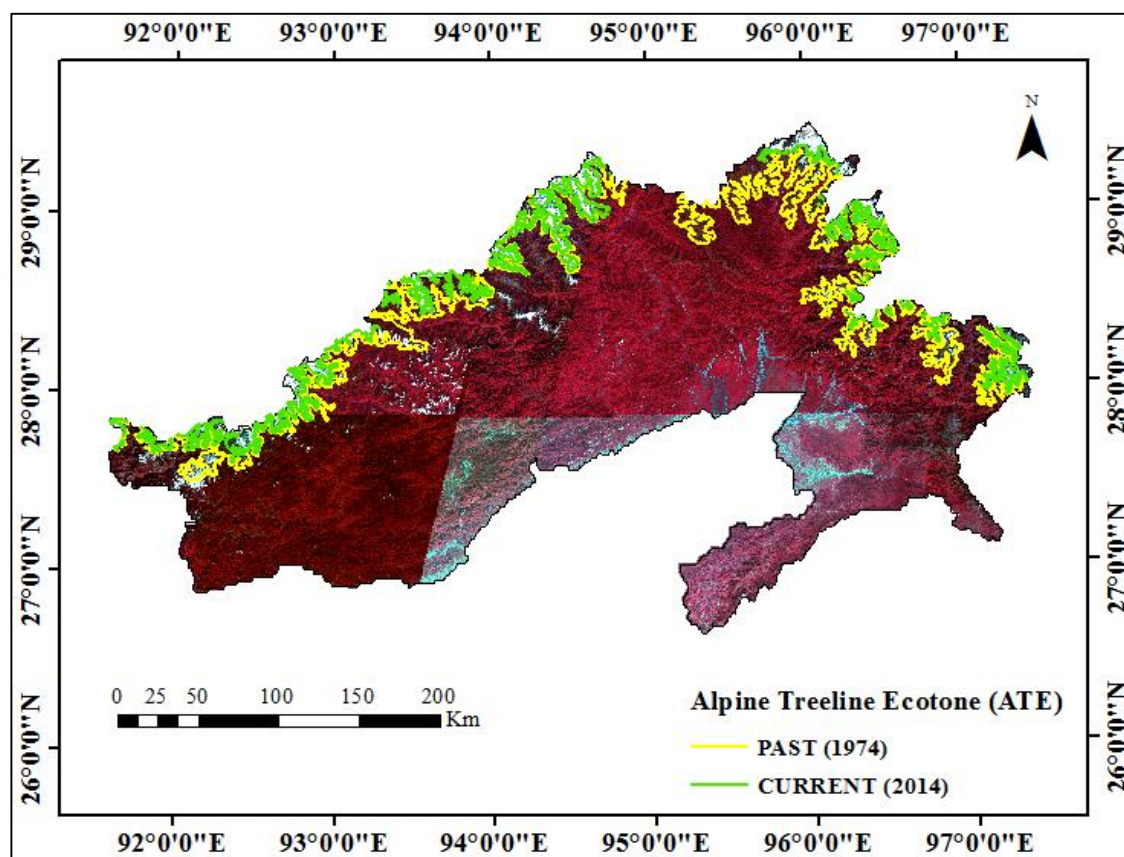 92°0'0"E 93°0'0"E 94°0'0"E 95°0'0"E 96°0'0"E 97°0'0"E
N
29°0'0"N 29°0'0"N
28°0'0"N 28°0'0"N
27°0'0"N 27°0'0"N
26°0'0"N 26°0'0"N
0 25 50 100 150 200
Km
Alpine Treeline Ecotone (ATE)
PAST (1974)
CURRENT (2014)
92°0'0"E 93°0'0"E 94°0'0"E 95°0'0"E 96°0'0"E 97°0'0"E